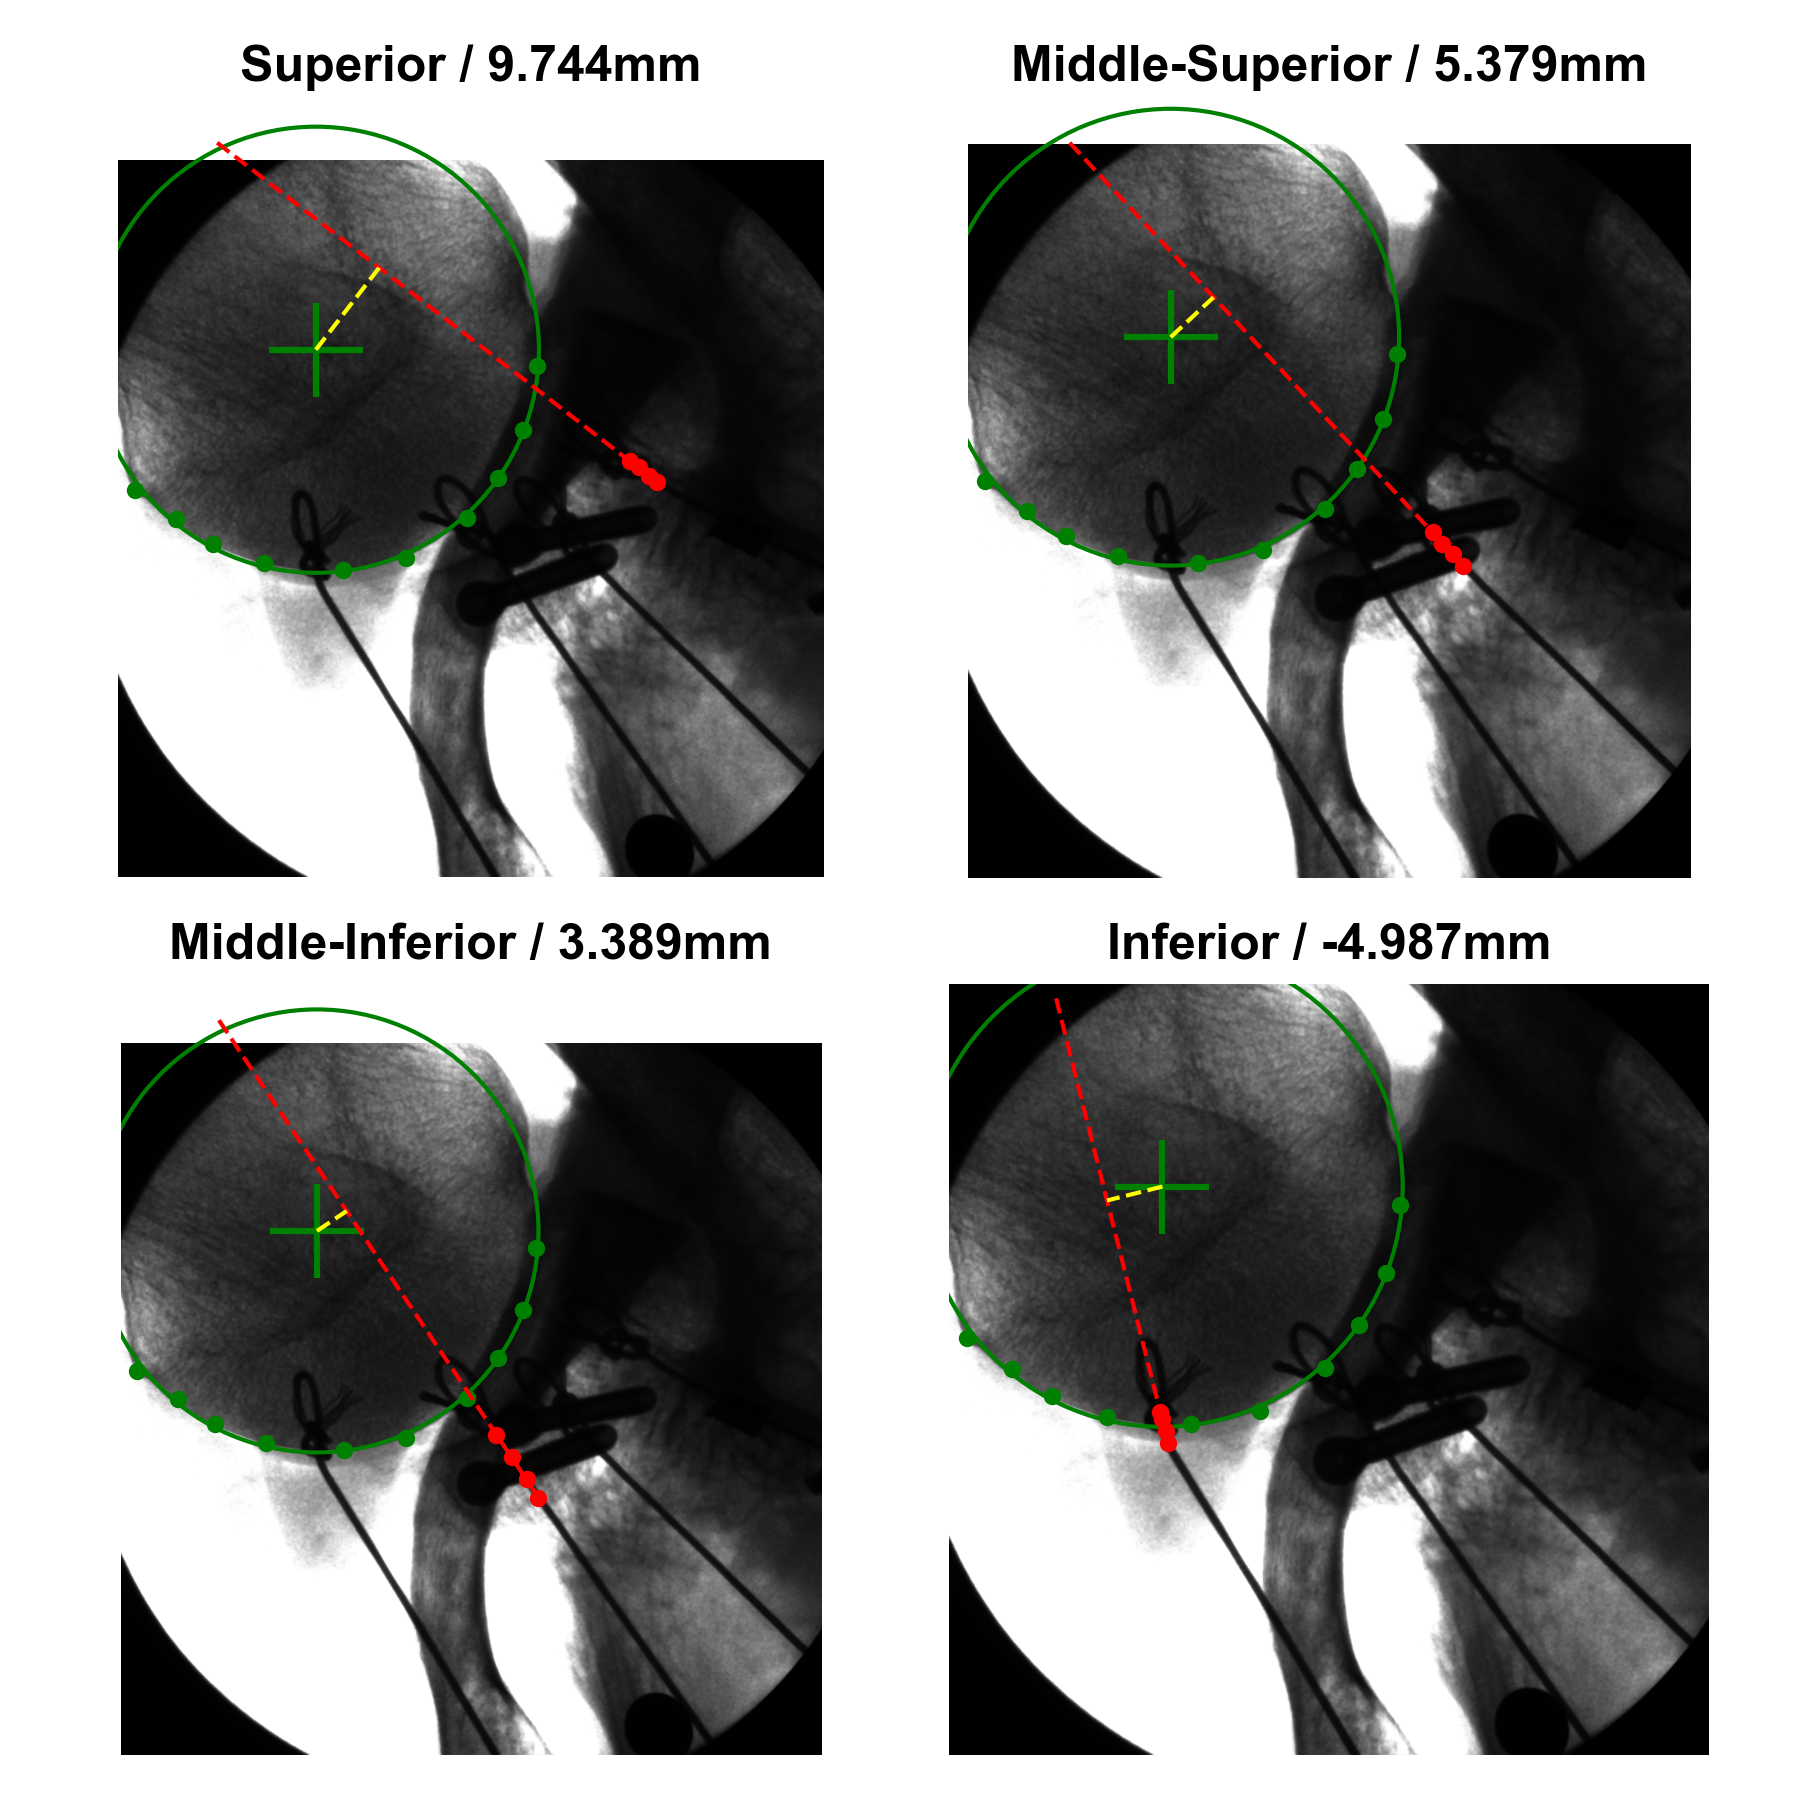 Superior / 9.744mm
Middle-Superior / 5.379mm
Middle-Inferior / 3.389mm
Inferior / -4.987mm